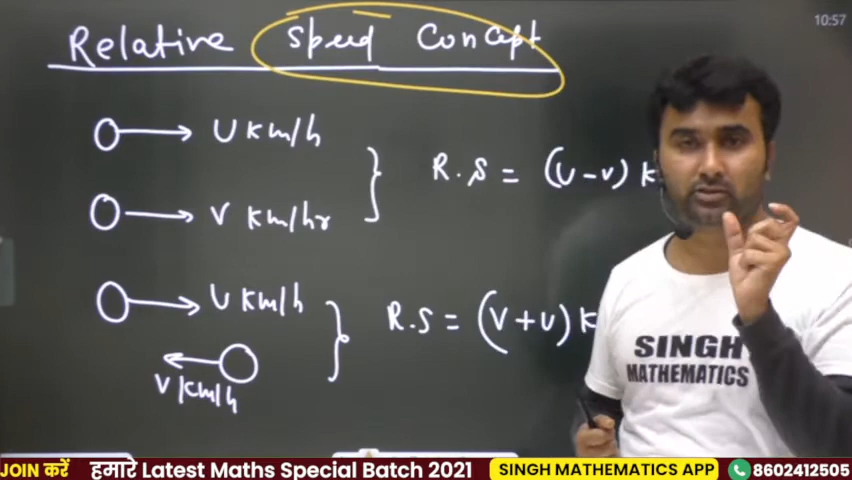 10:57
Relative Speed Concept
U Km/h
R.S = (U-V) K
V Km/hr
U Km/h
R.S = (V+U) K
V Km/h
SINGH
MATHEMATICS
JOIN करें हमारे Latest Maths Special Batch 2021 SINGH MATHEMATICS APP 8602412505